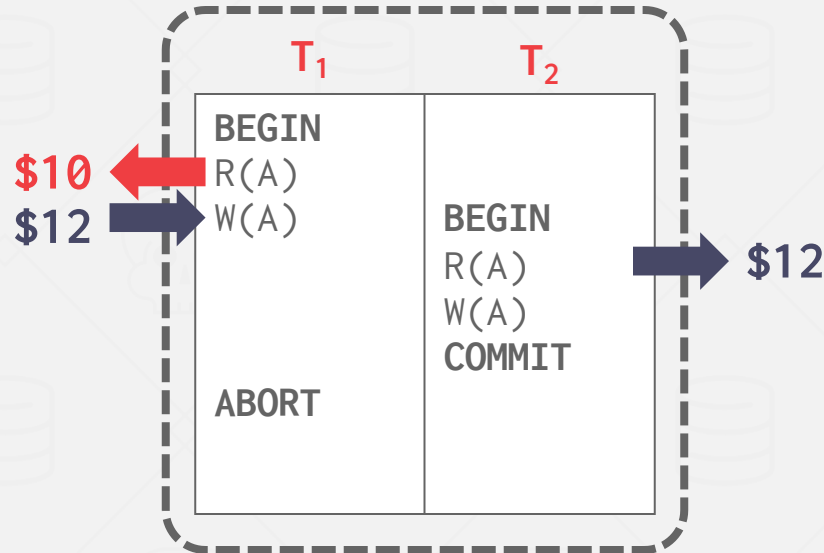 T₁ T₂
BEGIN
$10 R(A)
$12 W(A) BEGIN
R(A) $12
W(A)
COMMIT
ABORT